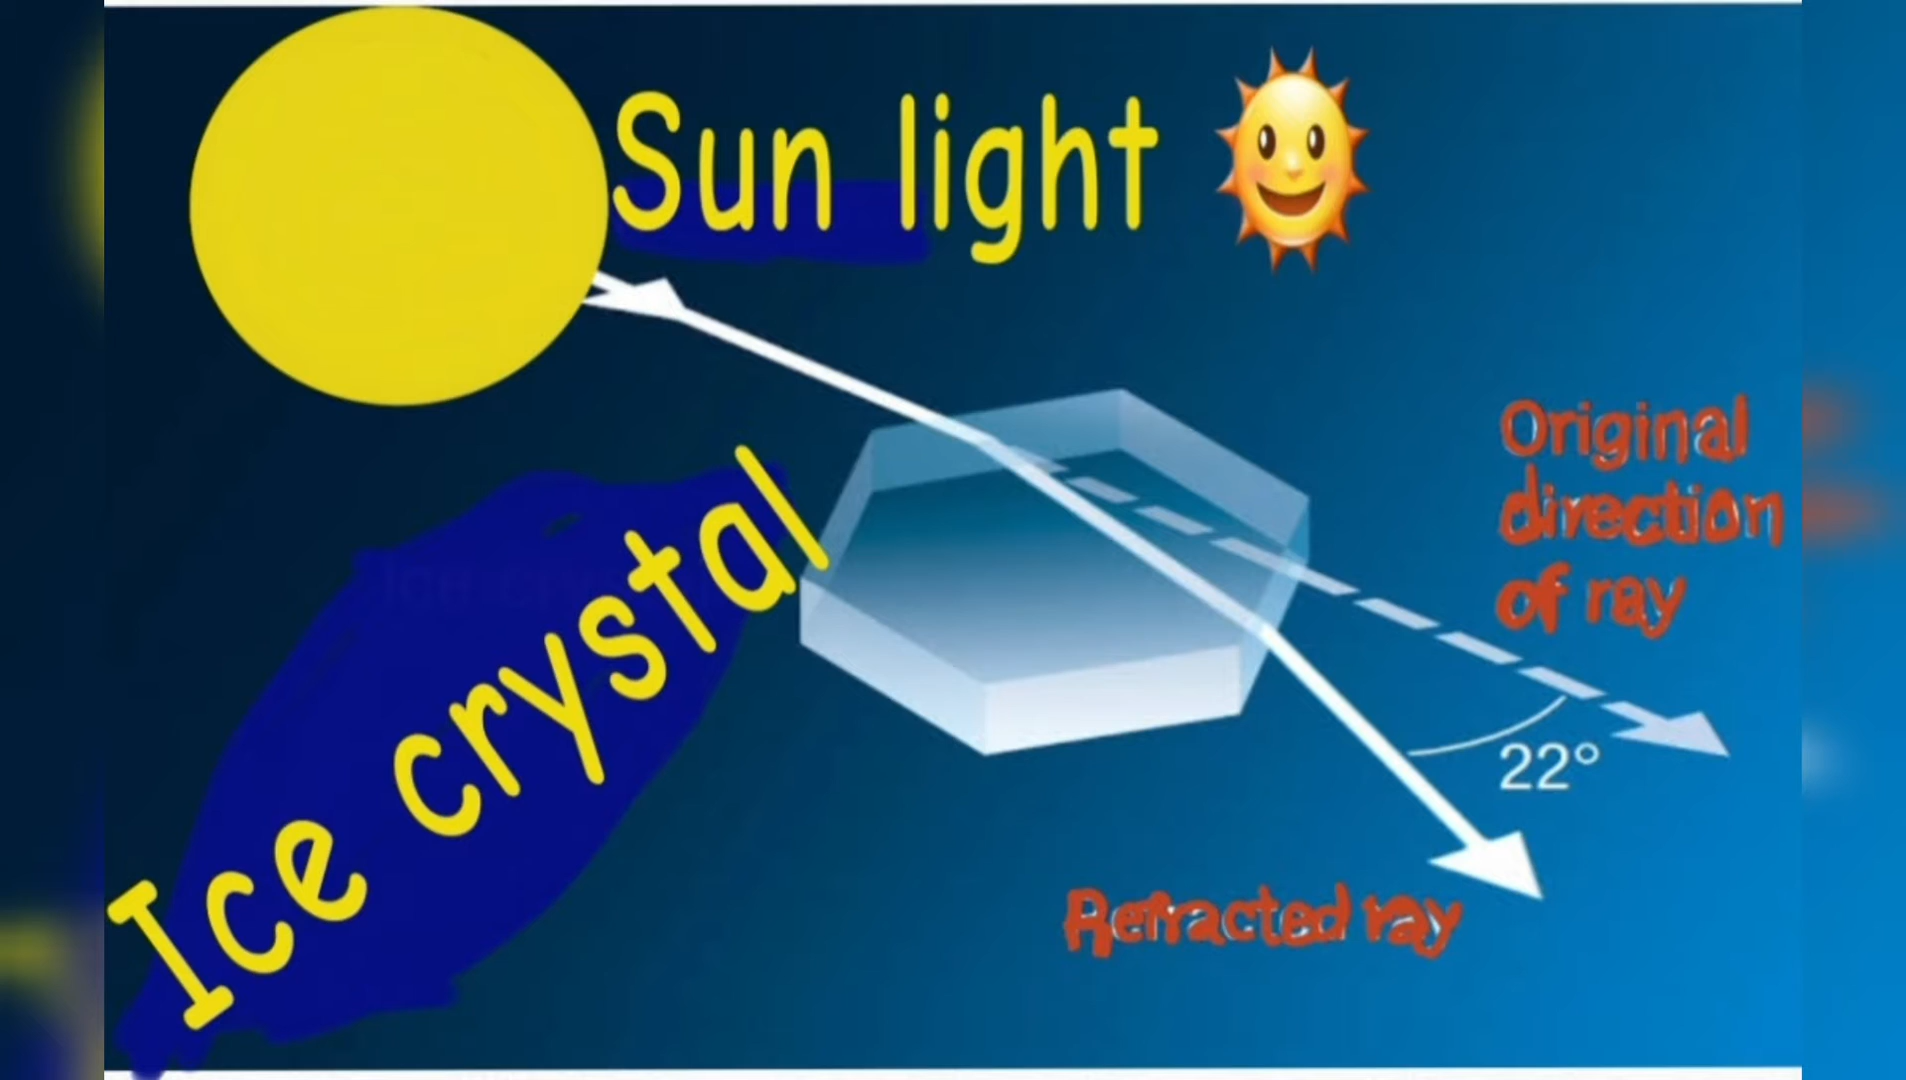 Sun light
Original
direction
of ray
Ice crystal
22°
Refracted ray